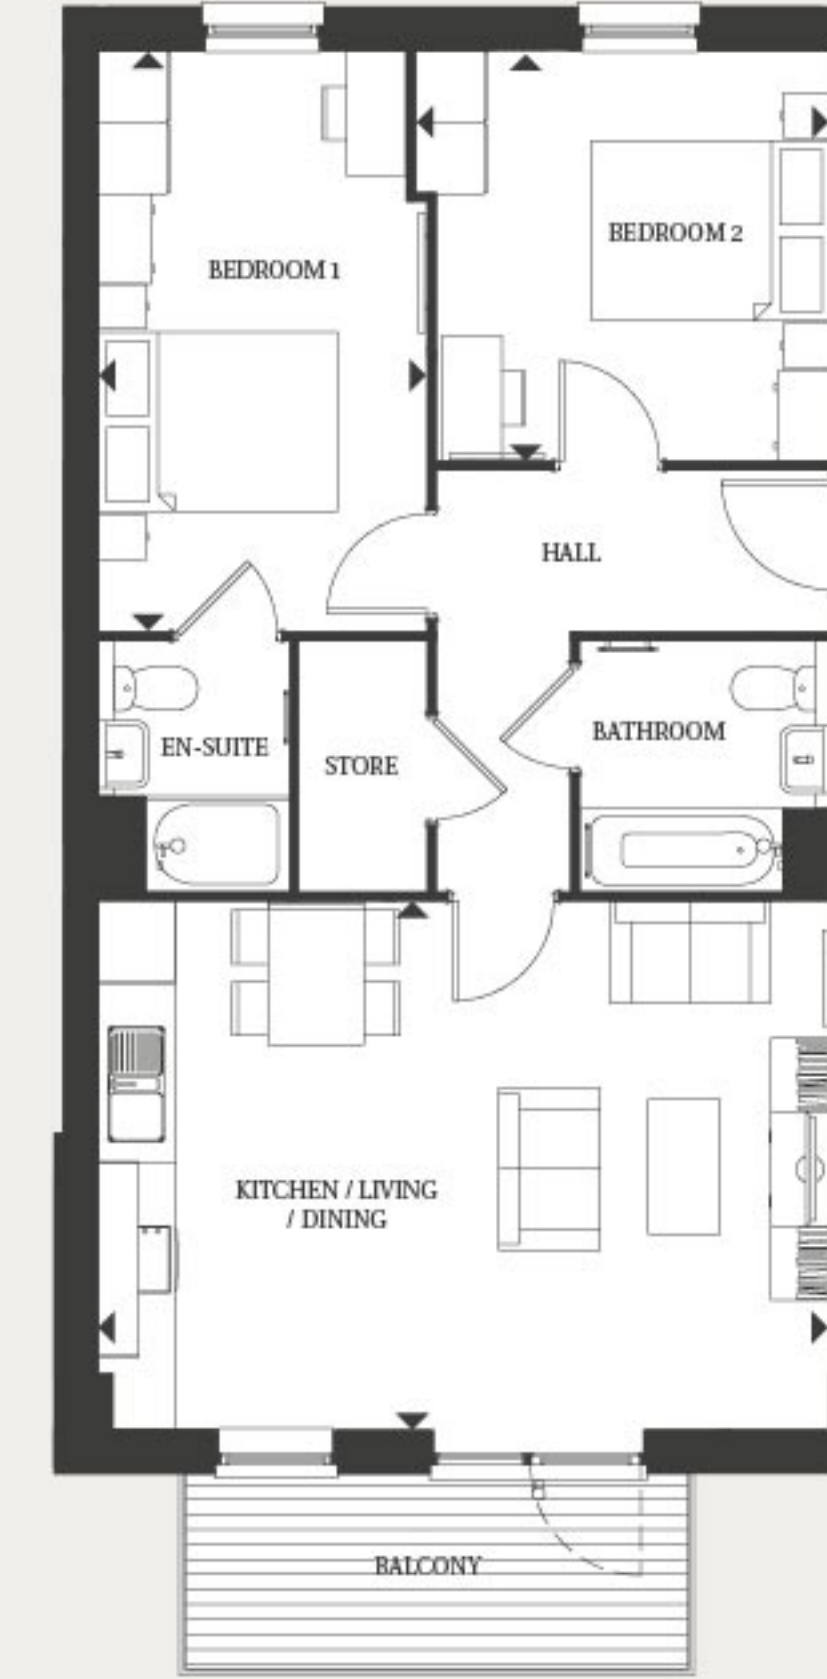 BEDROOM 2
BEDROOM 1
HALL
BATHROOM
EN-SUITE
STORE
KITCHEN / LIVING
/ DINING
BALCONY